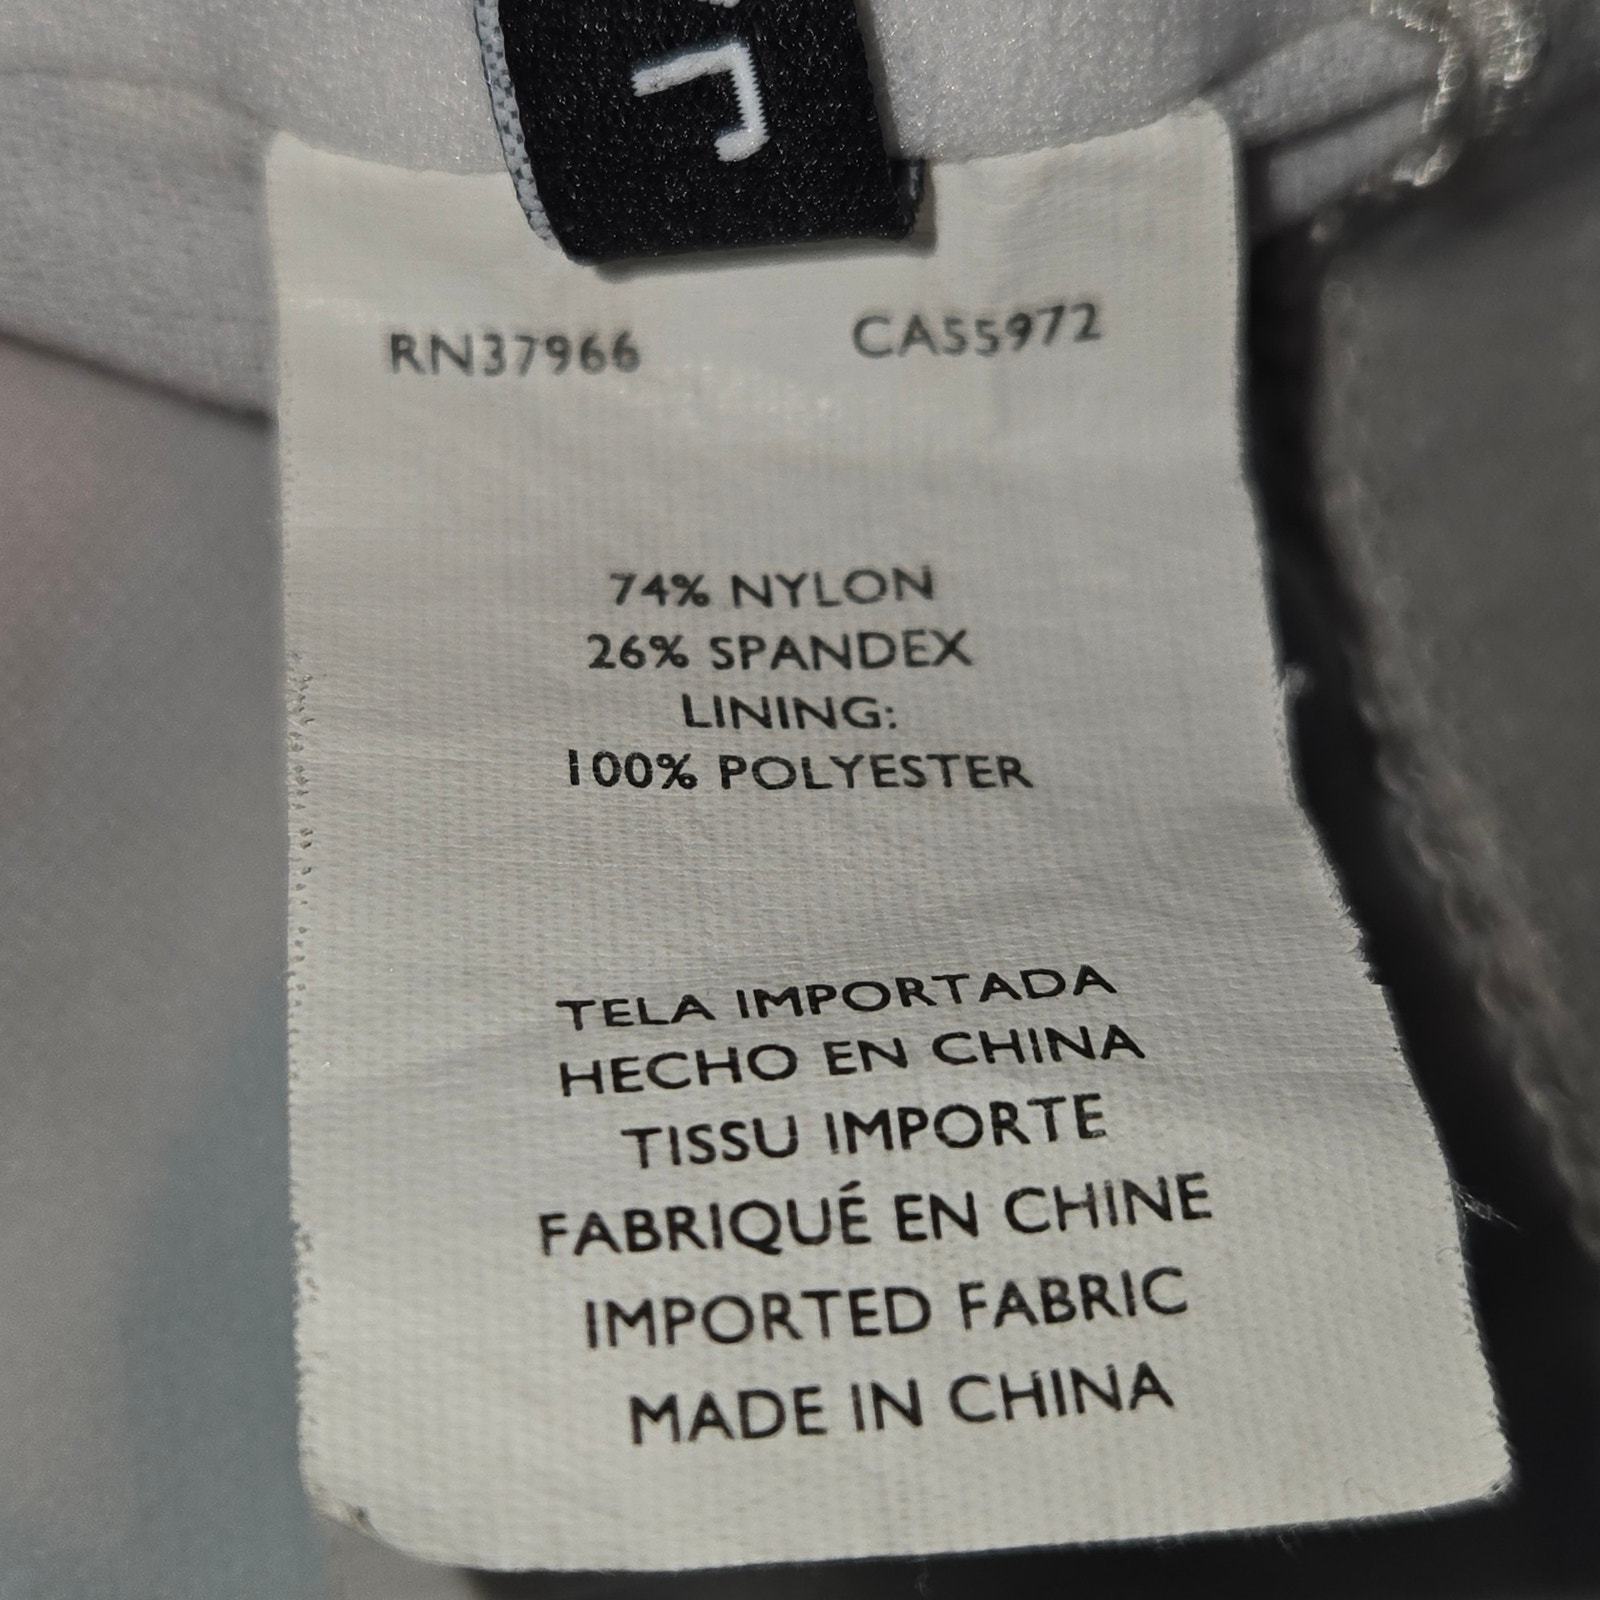 RN37966 CA55972
74% NYLON
26% SPANDEX
LINING:
100% POLYESTER
TELA IMPORTADA
HECHO EN CHINA
TISSU IMPORTE
FABRIQUÉ EN CHINE
IMPORTED FABRIC
MADE IN CHINA